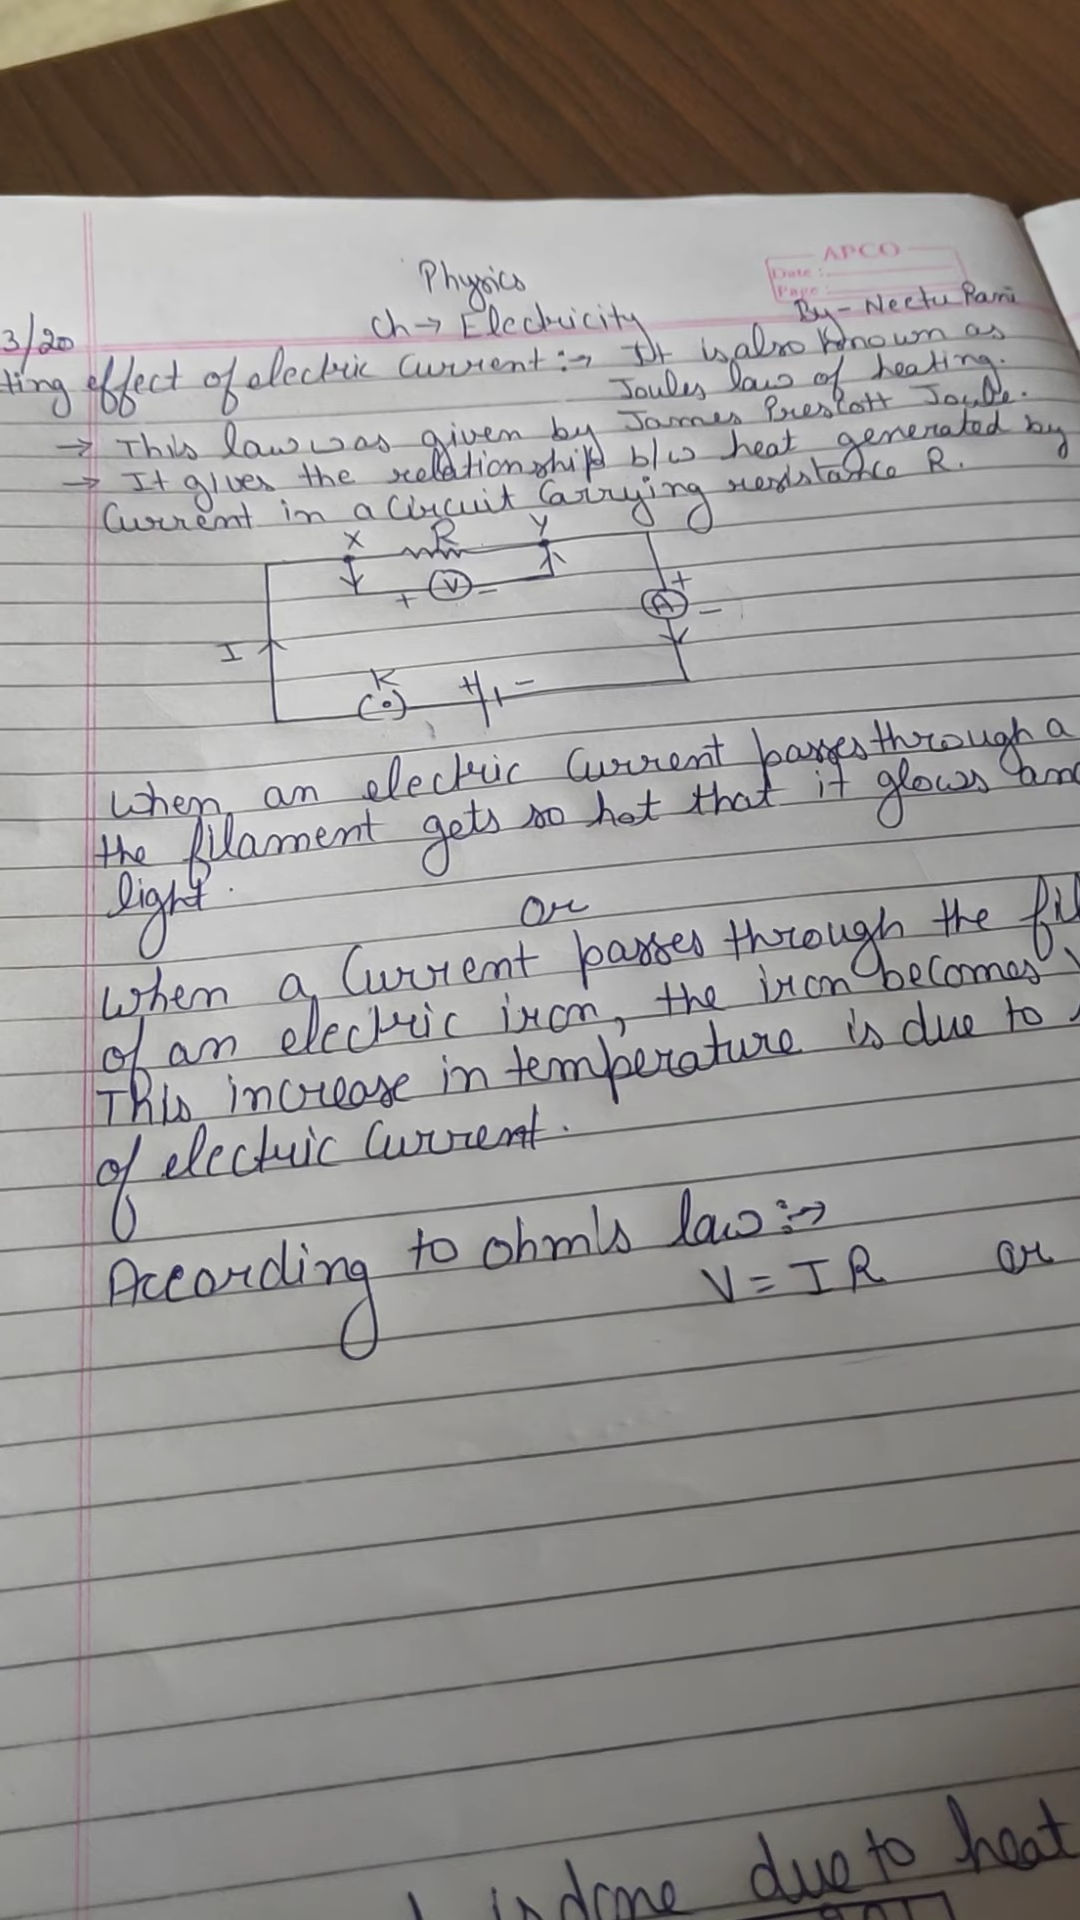 APCO
Date :
Page :
Physics
By - Neetu Rani
3/20
Ch → Electricity
ting effect of electric Current :→ It is also known as
Joules law of heating.
→ This law was given by James Prescott Joule.
→ It gives the relationship b/w heat generated by
Current in a Circuit Carrying resistance R.
X R Y
+ V -
+
A -
I
K
(•) + -
When an electric Current passes through a
the filament gets so hot that it glows and
light.
or
When a Current passes through the fil
of an electric iron, the iron becomes
This increase in temperature is due to
of electric Current.
According to ohm's law :→
V = IR or
is done due to heat